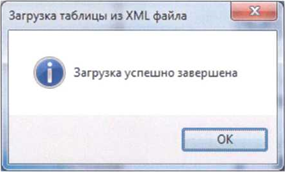 Загрузка таблицы из XML файла
Загрузка успешно завершена
OK